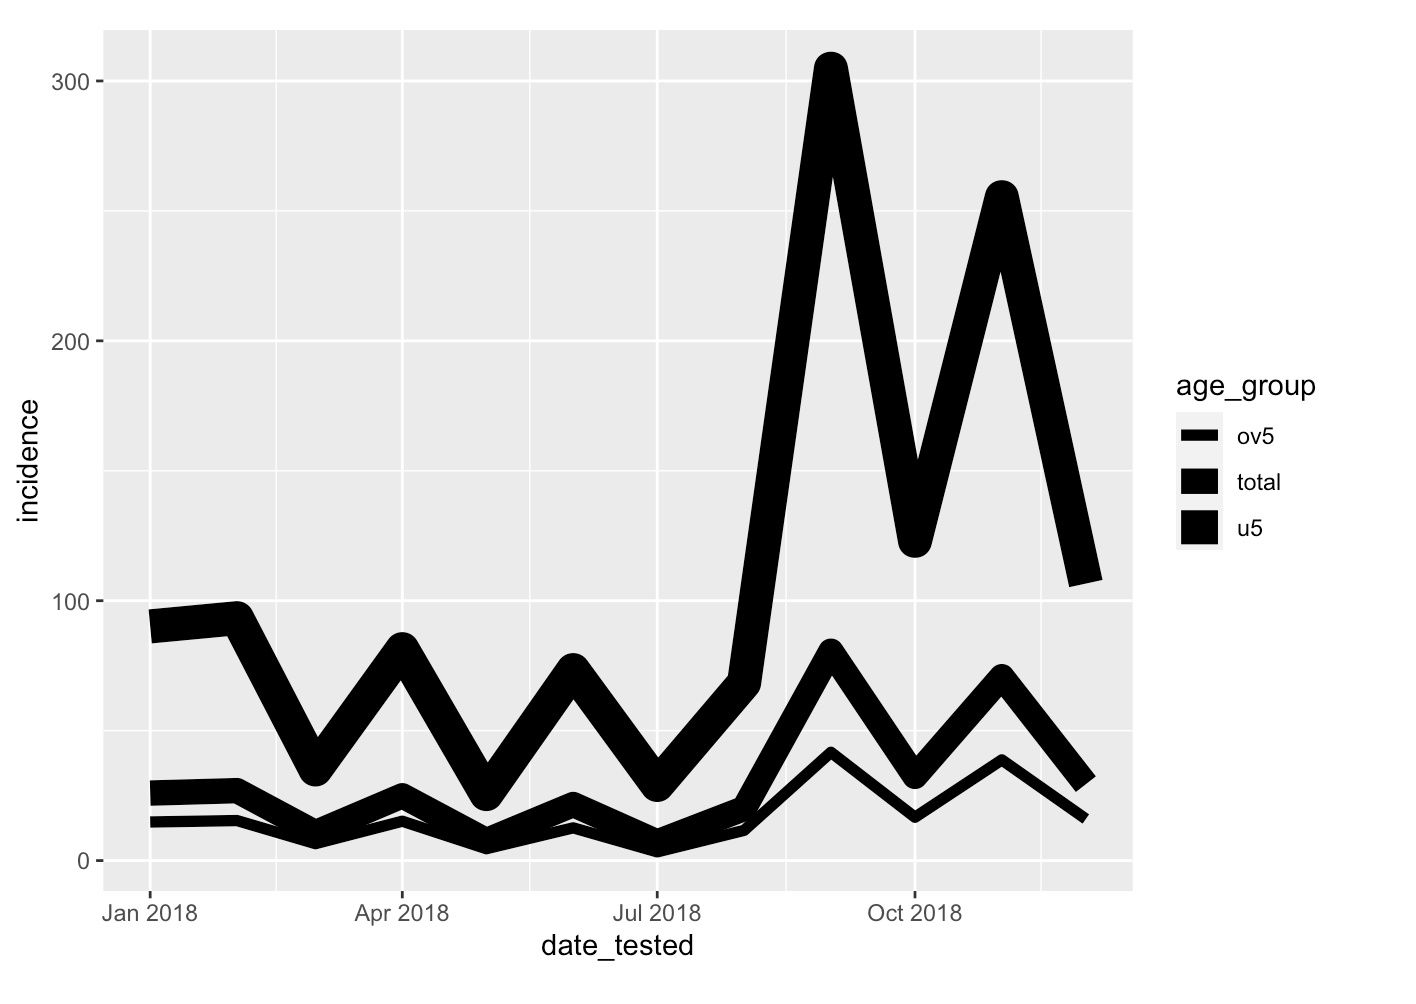 300
200
100
0
incidence
Jan 2018
Apr 2018
Jul 2018
Oct 2018
date_tested
age_group
ov5
total
u5